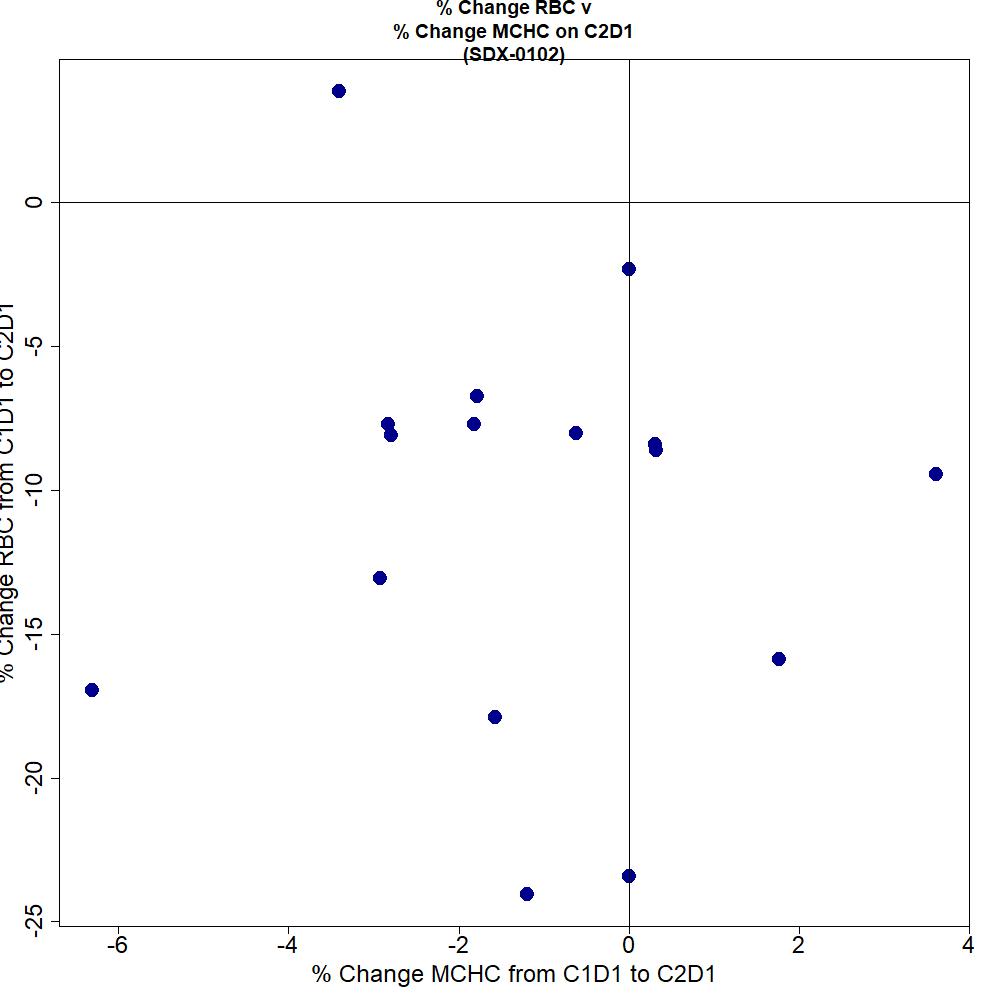 % Change RBC v
% Change MCHC on C2D1
(SDX-0102)
% Change RBC from C1D1 to C2D1
0
-5
-10
-15
-20
-25
-6
-4
-2
0
2
4
% Change MCHC from C1D1 to C2D1